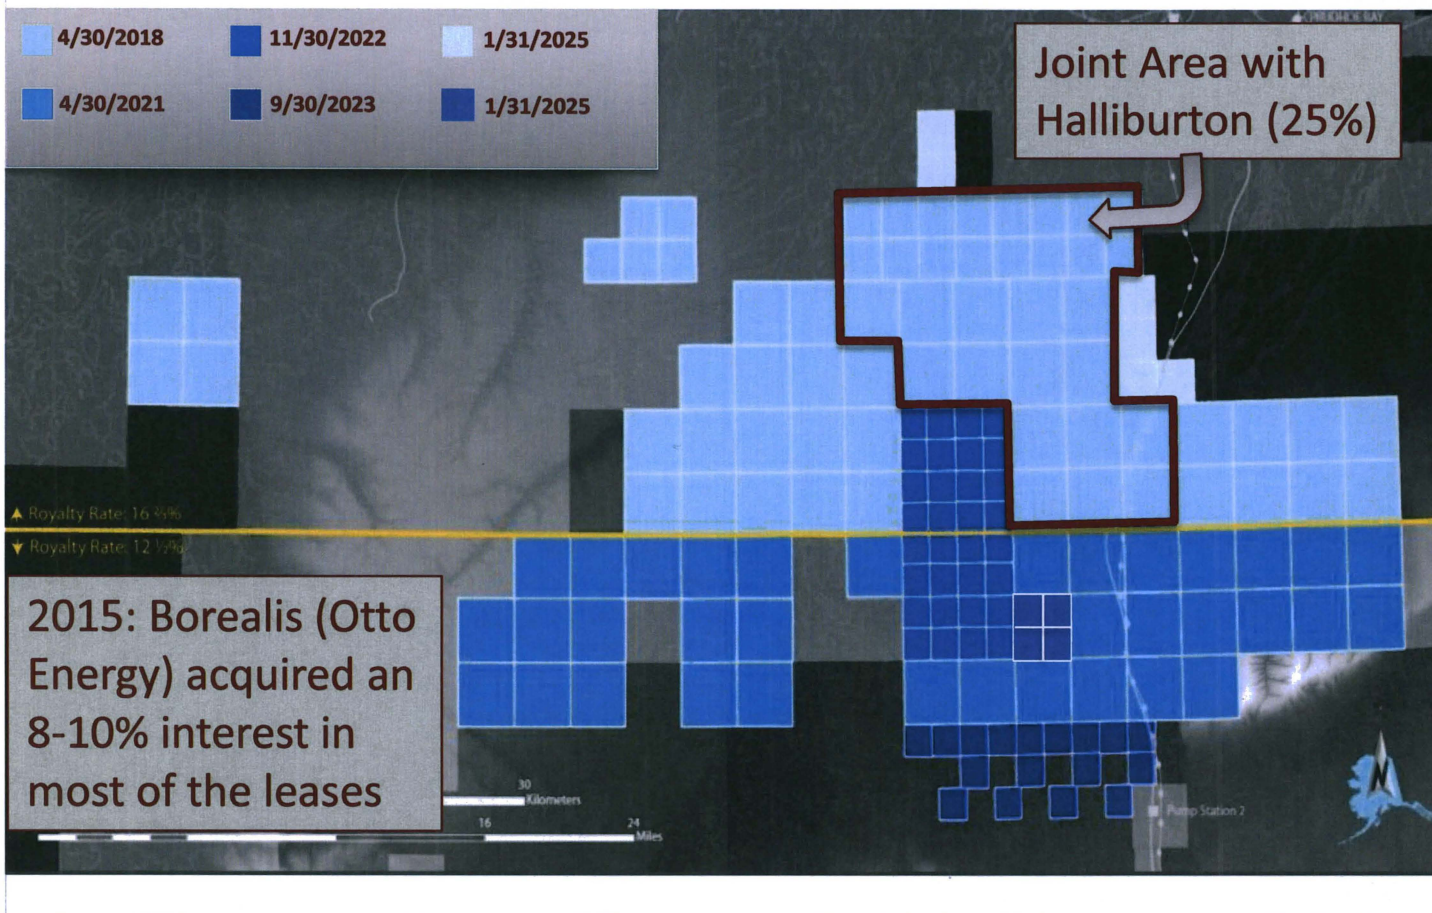 4/30/2018
11/30/2022
1/31/2025
4/30/2021
9/30/2023
1/31/2025
PRUDHOE BAY
Joint Area with
Halliburton (25%)
Royalty Rate: 16 ⅔%
Royalty Rate: 12 ½%
2015: Borealis (Otto
Energy) acquired an
8-10% interest in
most of the leases
30
Kilometers
16
24
Miles
Pump Station 2
N